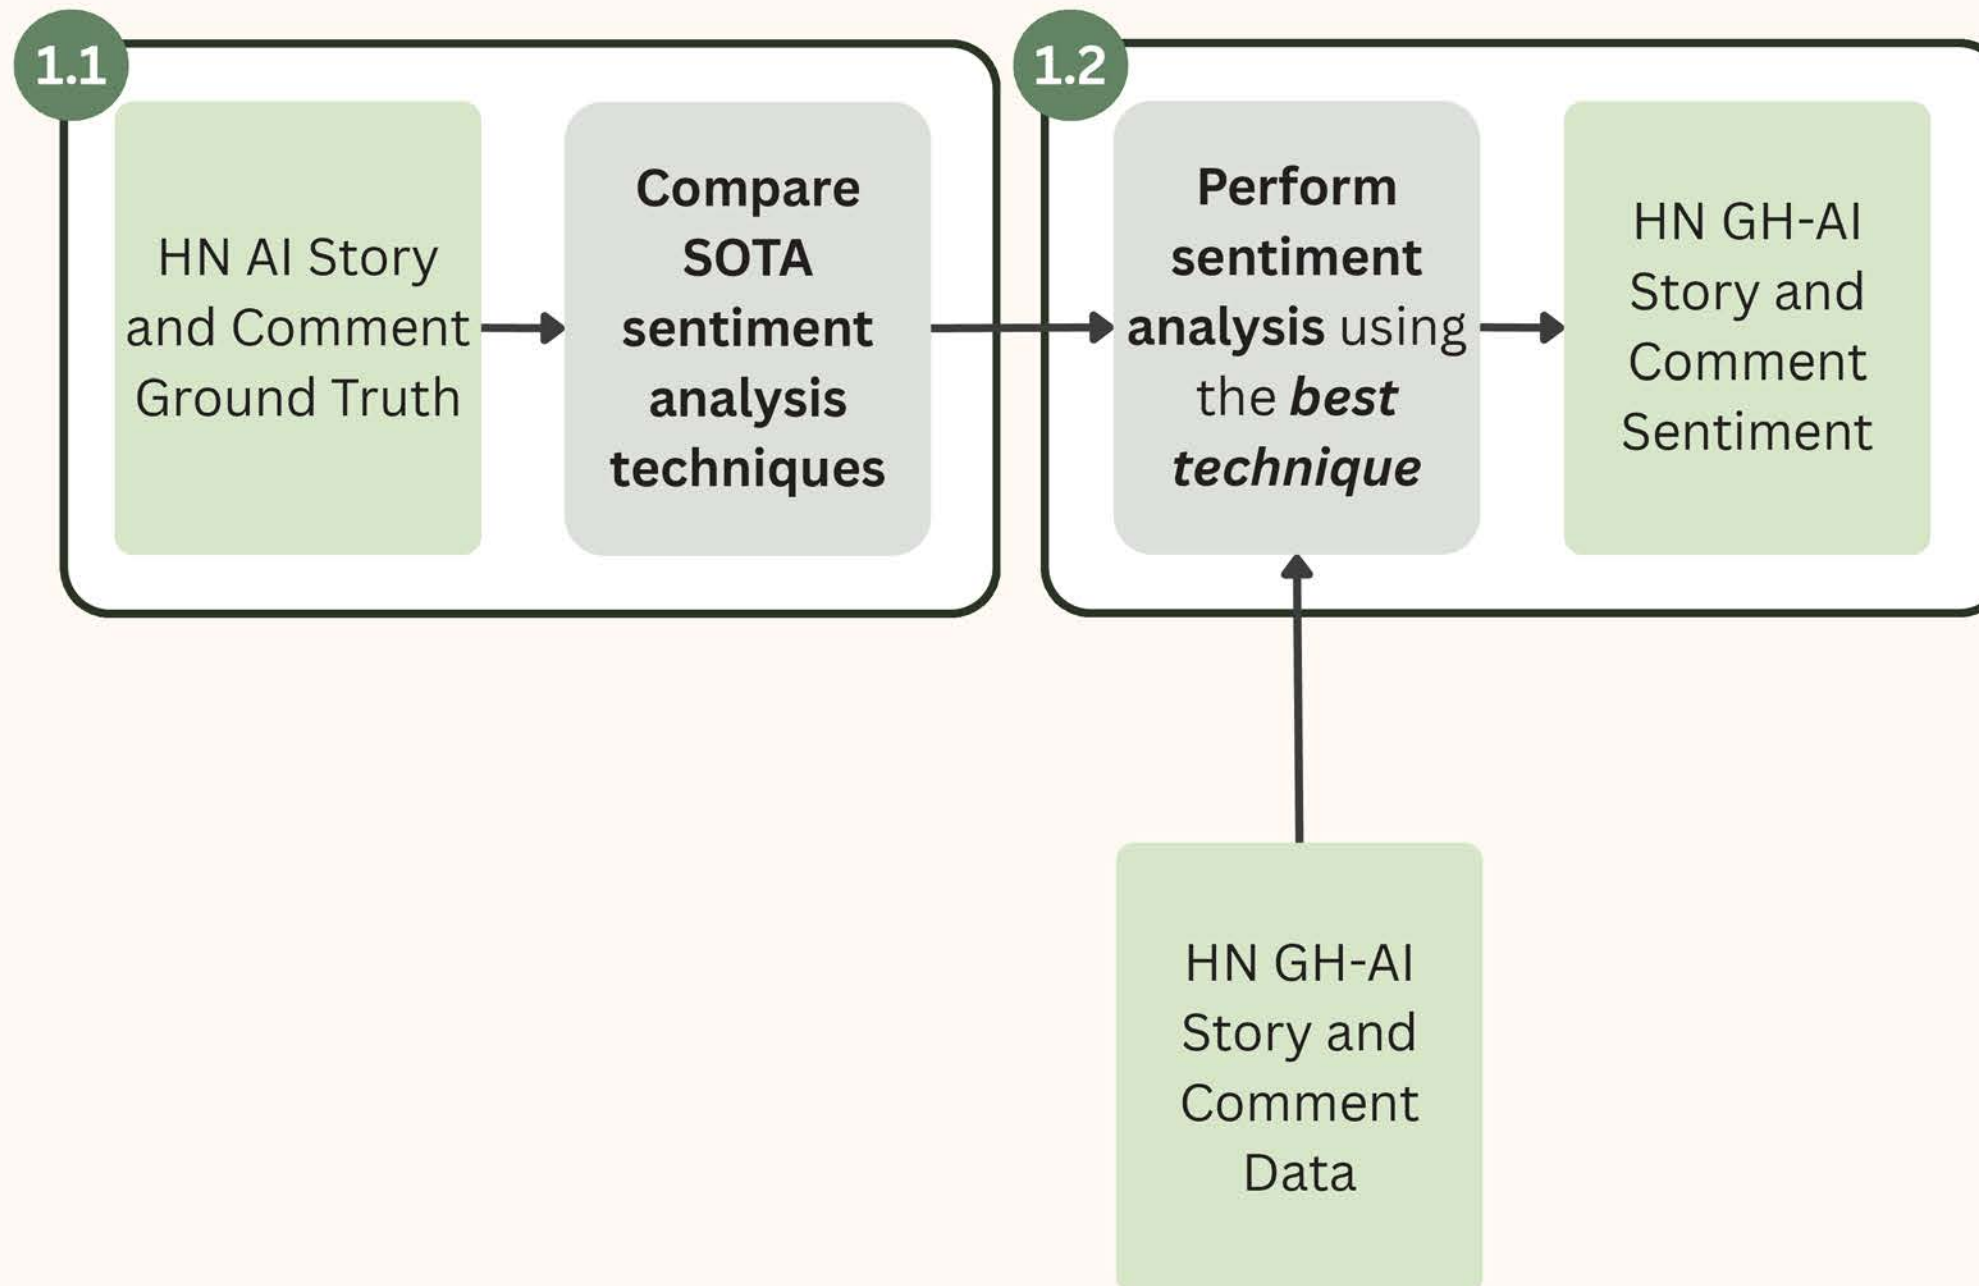 1.1
HN AI Story
and Comment
Ground Truth
Compare
SOTA
sentiment
analysis
techniques
1.2
Perform
sentiment
analysis using
the best
technique
HN GH-AI
Story and
Comment
Sentiment
HN GH-AI
Story and
Comment
Data